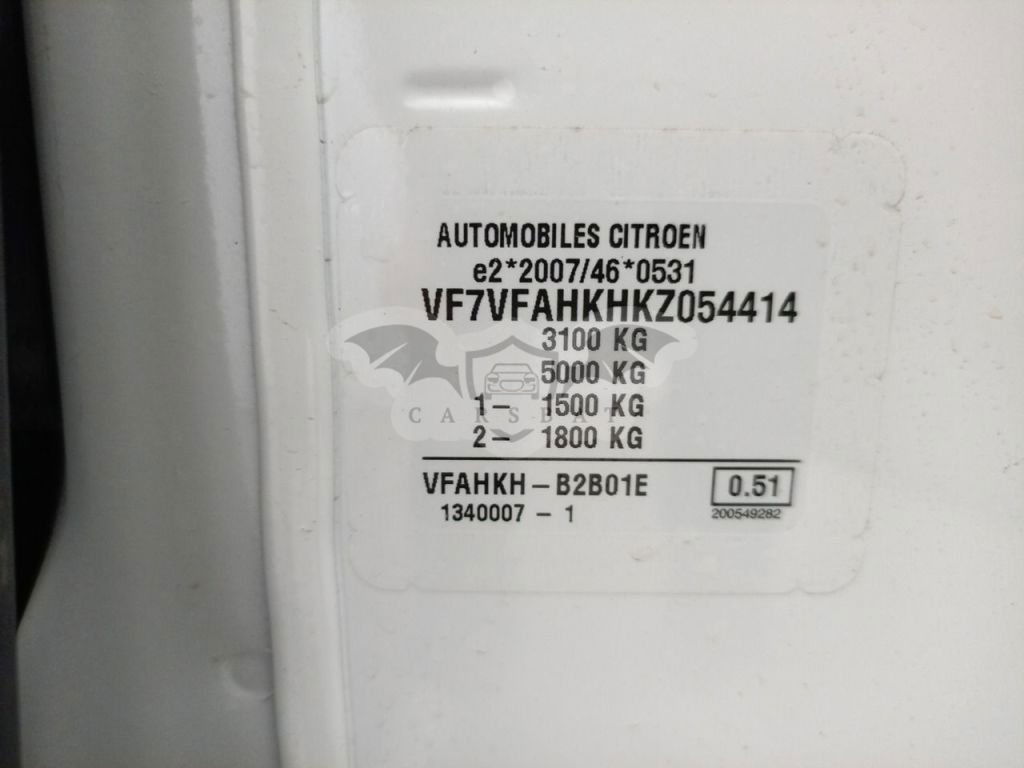 AUTOMOBILES CITROEN
e2*2007/46*0531
VF7VFAHKHKZ054414
3100 KG
5000 KG
1- 1500 KG
CARSBAT
2- 1800 KG
VFAHKH-B2B01E 0.51
1340007 - 1 200549282